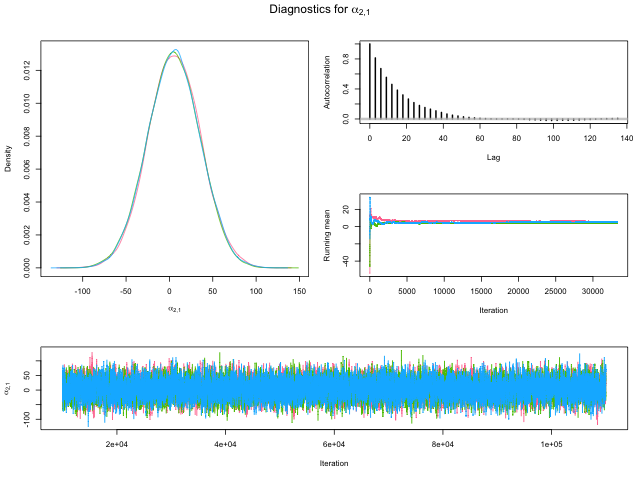 Diagnostics for α2,1
0.000 0.002 0.004 0.006 0.008 0.010 0.012
Density
-100 -50 0 50 100 150
α2,1
0.0 0.4 0.8
Autocorrelation
0 20 40 60 80 100 120 140
Lag
-40 0 20
Running mean
0 5000 10000 15000 20000 25000 30000
Iteration
-100 0 50
α2,1
2e+04 4e+04 6e+04 8e+04 1e+05
Iteration